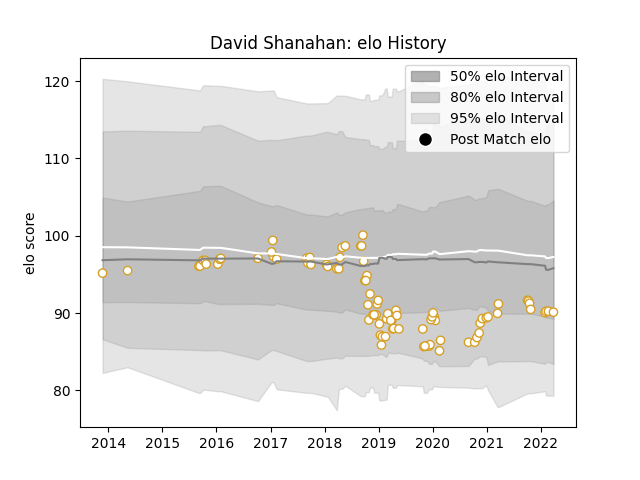 David Shanahan: elo History
50% elo Interval
80% elo Interval
95% elo Interval
Post Match elo
elo score
120
110
100
90
80
2014 2015 2016 2017 2018 2019 2020 2021 2022